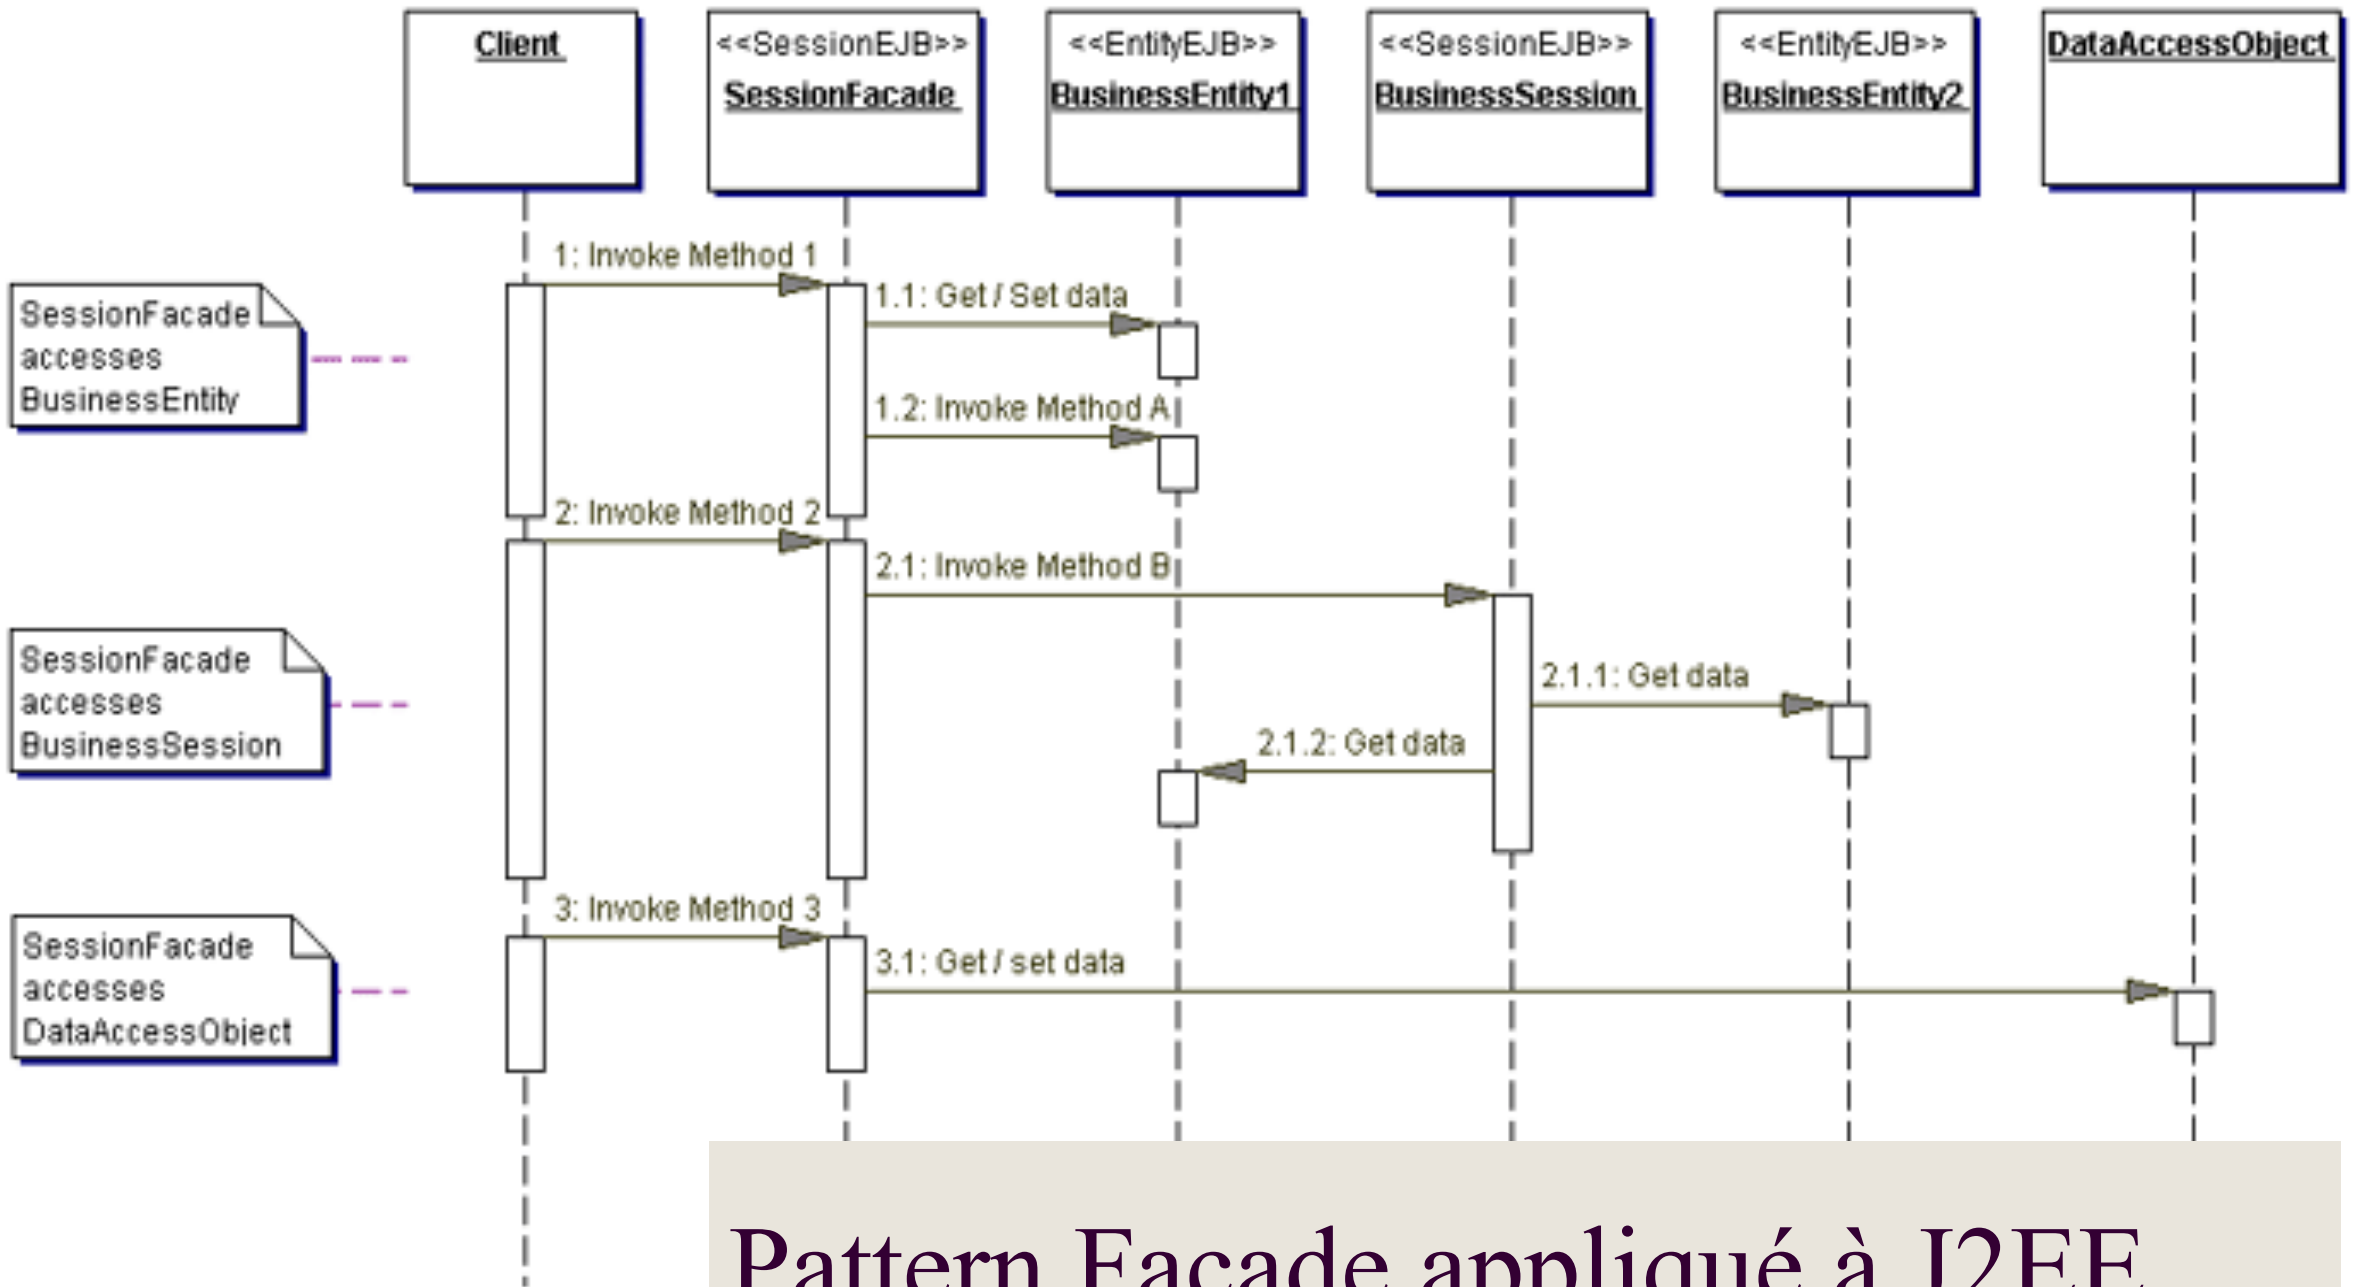 Client
<<SessionEJB>>
SessionFacade
<<EntityEJB>>
BusinessEntity1
<<SessionEJB>>
BusinessSession
<<EntityEJB>>
BusinessEntity2
DataAccessObject
1: Invoke Method 1
SessionFacade
accesses
BusinessEntity
1.1: Get / Set data
1.2: Invoke Method A
2: Invoke Method 2
2.1: Invoke Method B
SessionFacade
accesses
BusinessSession
2.1.1: Get data
2.1.2: Get data
3: Invoke Method 3
SessionFacade
accesses
DataAccessObject
3.1: Get / set data
Pattern Facade appliqué à J2EE